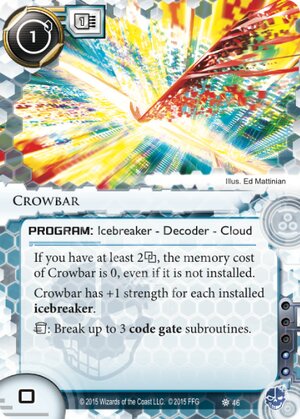 1
1
Illus. Ed Mattinian
CROWBAR
PROGRAM: Icebreaker - Decoder - Cloud
If you have at least 2, the memory cost
of Crowbar is 0, even if it is not installed.
Crowbar has +1 strength for each installed
icebreaker.
: Break up to 3 code gate subroutines.
0
© 2015 Wizards of the Coast LLC. © 2015 FFG
46